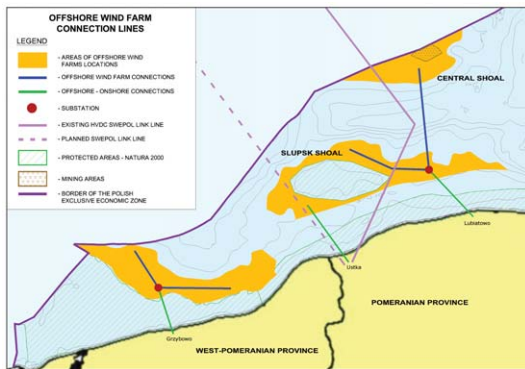 OFFSHORE WIND FARM
CONNECTION LINES
LEGEND
- AREAS OF OFFSHORE WIND
FARMS LOCATIONS
- OFFSHORE WIND FARM CONNECTIONS
- OFFSHORE - ONSHORE CONNECTIONS
- SUBSTATION
- EXISTING HVDC SWEPOL LINK LINE
- PLANNED SWEPOL LINK LINE
- PROTECTED AREAS - NATURA 2000
- MINING AREAS
- BORDER OF THE POLISH
EXCLUSIVE ECONOMIC ZONE
CENTRAL SHOAL
SLUPSK SHOAL
Lubiatowo
Ustka
POMERANIAN PROVINCE
Grzybowo
WEST-POMERANIAN PROVINCE